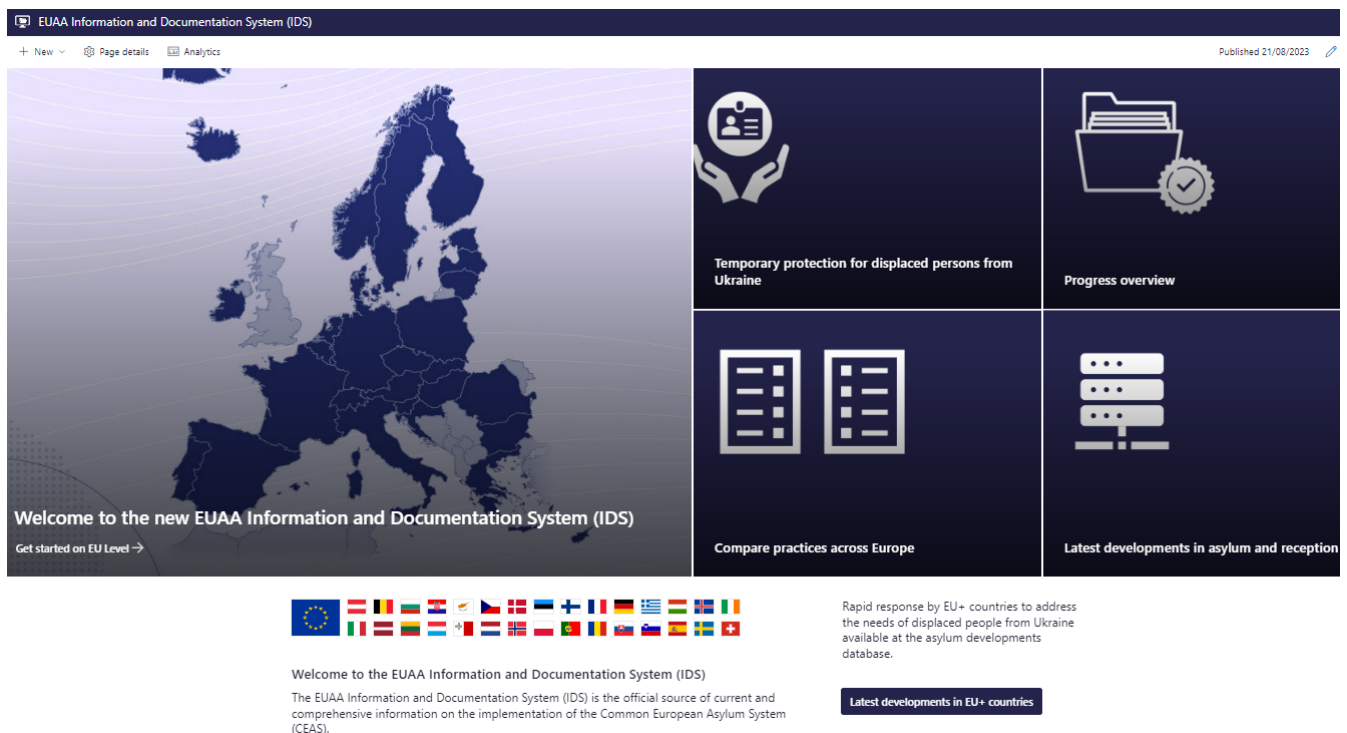 EUAA Information and Documentation System (IDS)
New
Page details
Analytics
Published 21/08/2023
Temporary protection for displaced persons from
Ukraine
Progress overview
Welcome to the new EUAA Information and Documentation System (IDS)
Get started on EU Level →
Compare practices across Europe
Latest developments in asylum and reception
Welcome to the EUAA Information and Documentation System (IDS)
The EUAA Information and Documentation System (IDS) is the official source of current and
comprehensive information on the implementation of the Common European Asylum System
(CEAS).
Rapid response by EU+ countries to address
the needs of displaced people from Ukraine
available at the asylum developments
database.
Latest developments in EU+ countries